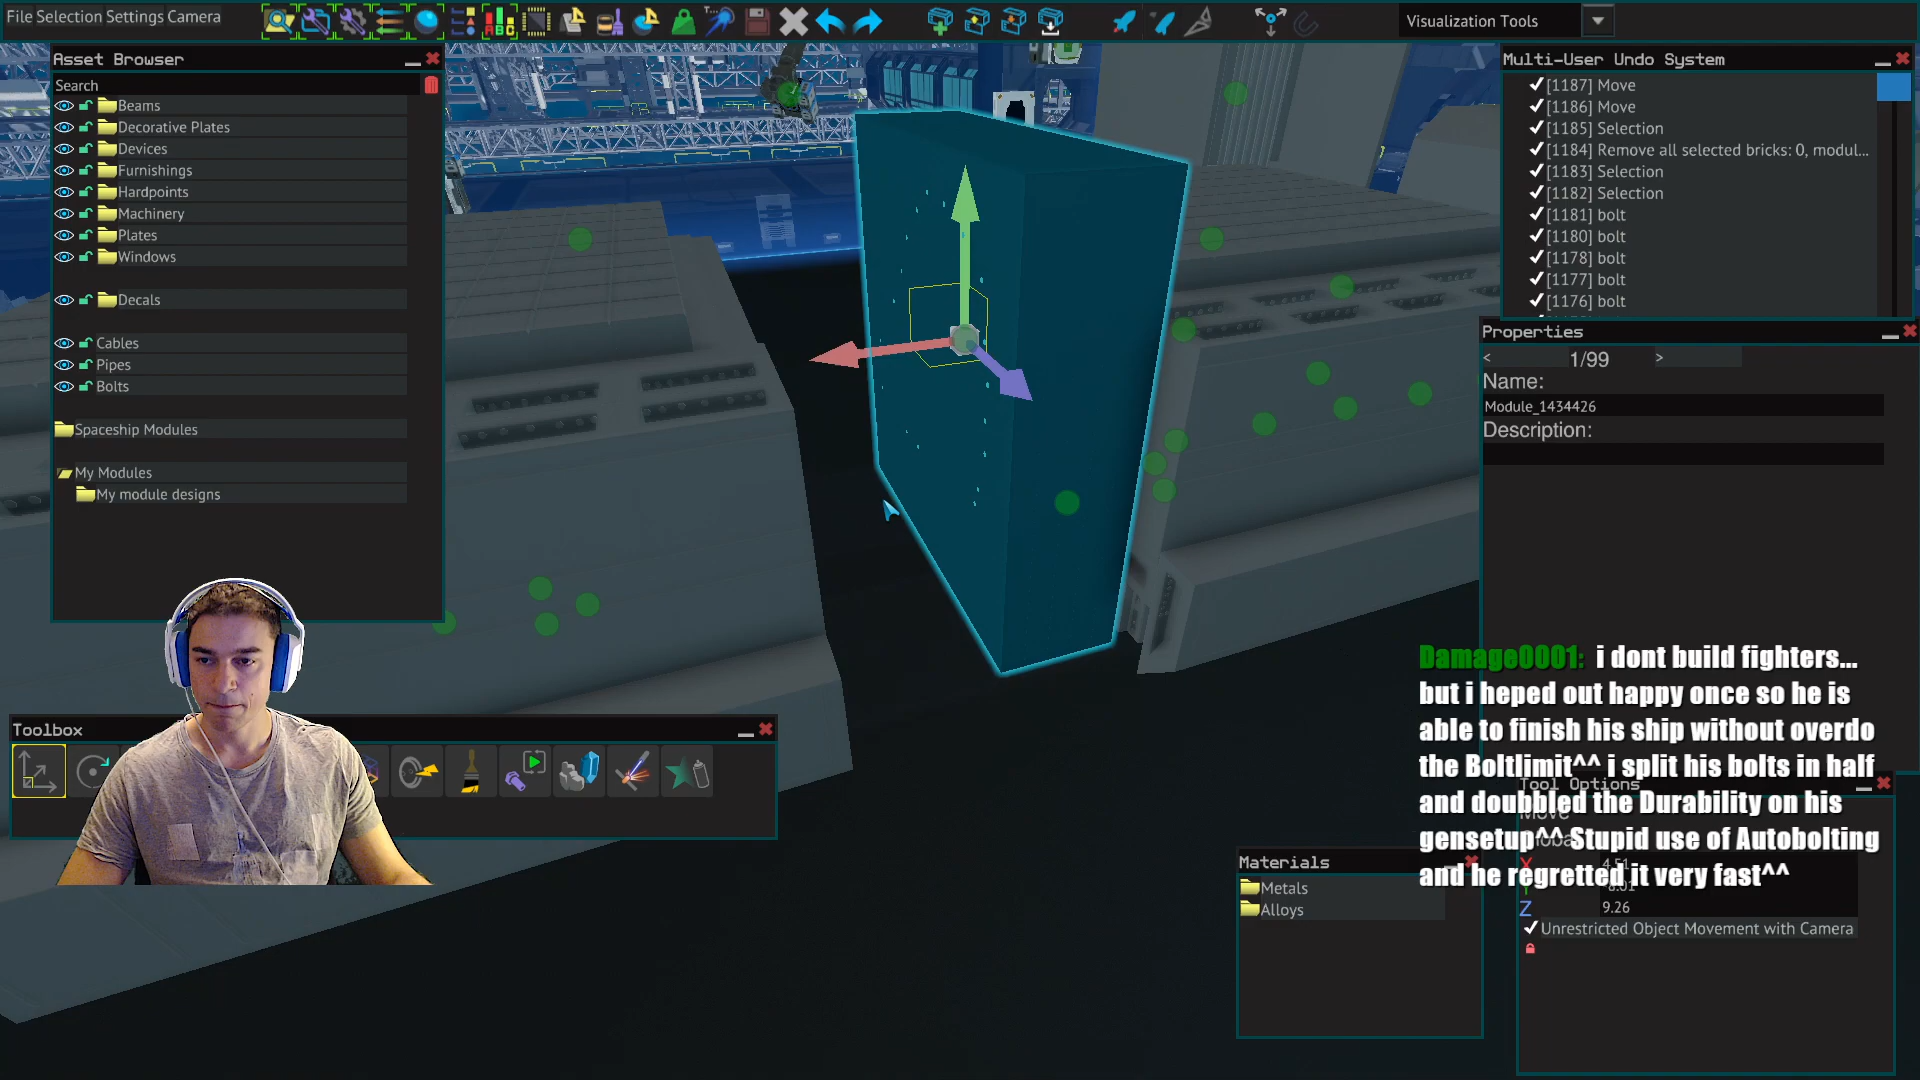 File Selection Settings Camera
Visualization Tools
Asset Browser
Search
Beams
Decorative Plates
Devices
Furnishings
Hardpoints
Machinery
Plates
Windows
Decals
Cables
Pipes
Bolts
Spaceship Modules
My Modules
My module designs
Multi-User Undo System
[1187] Move
[1186] Move
[1185] Selection
[1184] Remove all selected bricks: 0, modul...
[1183] Selection
[1182] Selection
[1181] bolt
[1180] bolt
[1178] bolt
[1177] bolt
[1176] bolt
Properties
< 1/99 >
Name:
Module_1434426
Description:
Damage0001: i dont build fighters...
but i heped out happy once so he is
able to finish his ship without overdo
the Boltlimit^^ i split his bolts in half
and doubbled the Durability on his
gensetup^^ Stupid use of Autobolting
and he regretted it very fast^^
Toolbox
Tool Options
Move
X 4.51
Z 9.26
Unrestricted Object Movement with Camera
Materials
Metals
Alloys